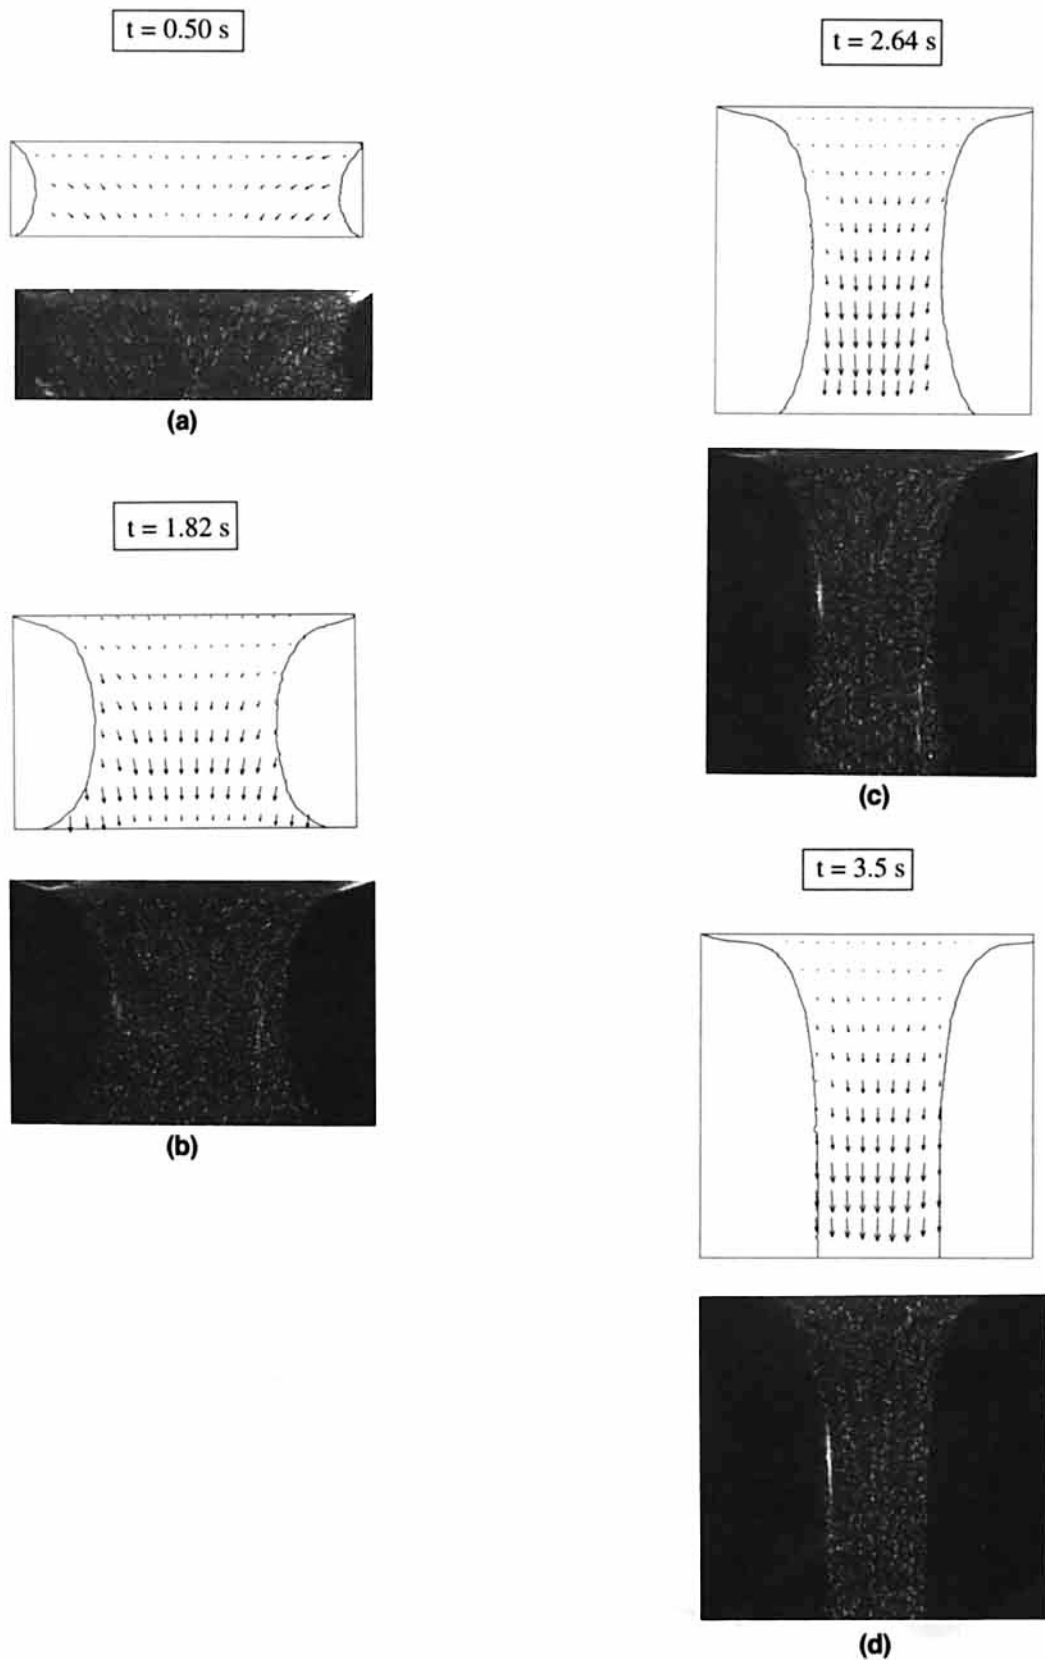 t = 0.50 s
(a)
t = 1.82 s
(b)
t = 2.64 s
(c)
t = 3.5 s
(d)